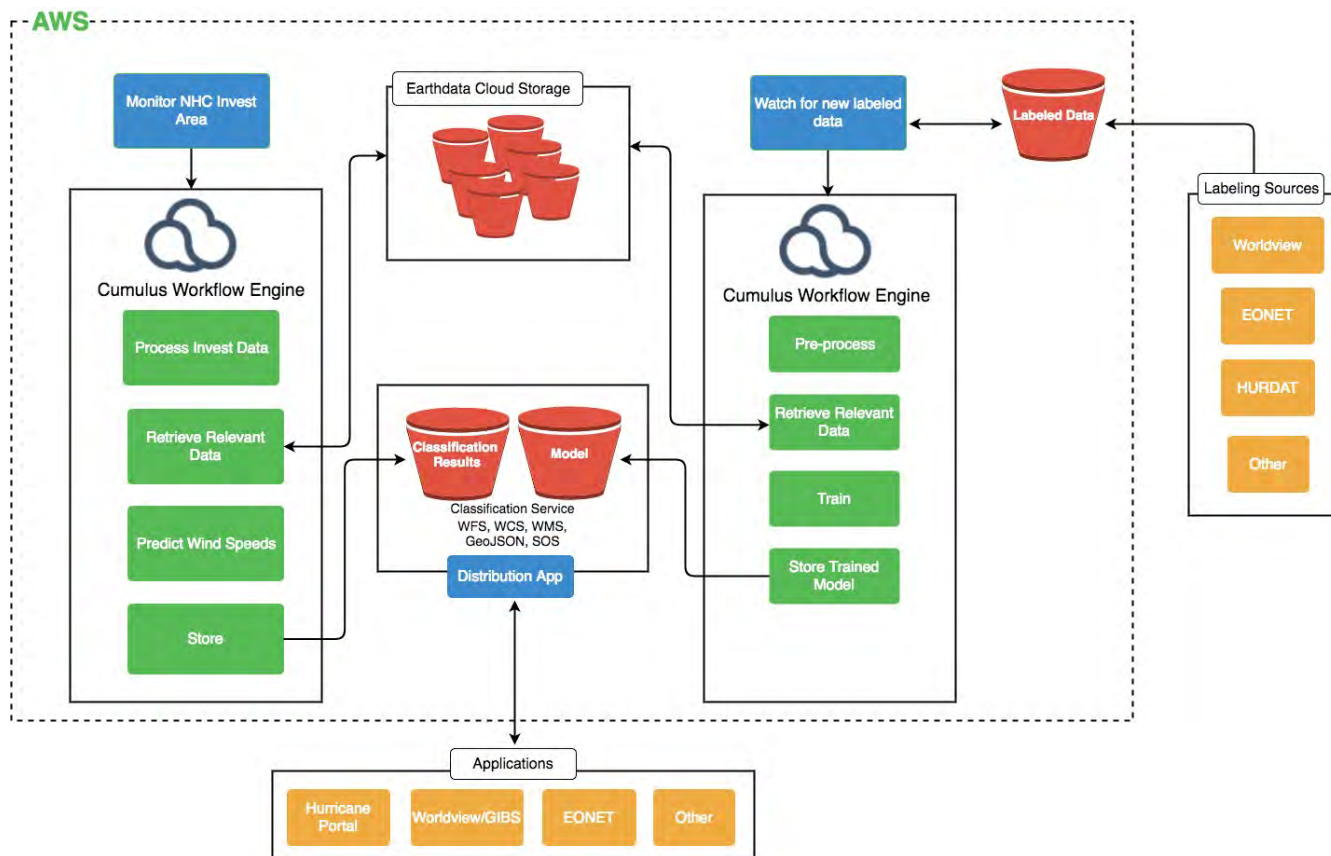 AWS
Monitor NHC Invest
Area
Earthdata Cloud Storage
Watch for new labeled
data
Labeled Data
Labeling Sources
Worldview
EONET
HURDAT
Other
Cumulus Workflow Engine
Process Invest Data
Retrieve Relevant
Data
Predict Wind Speeds
Store
Classification
Results
Model
Classification Service
WFS, WCS, WMS,
GeoJSON, SOS
Distribution App
Cumulus Workflow Engine
Pre-process
Retrieve Relevant
Data
Train
Store Trained
Model
Applications
Hurricane
Portal
Worldview/GIBS
EONET
Other